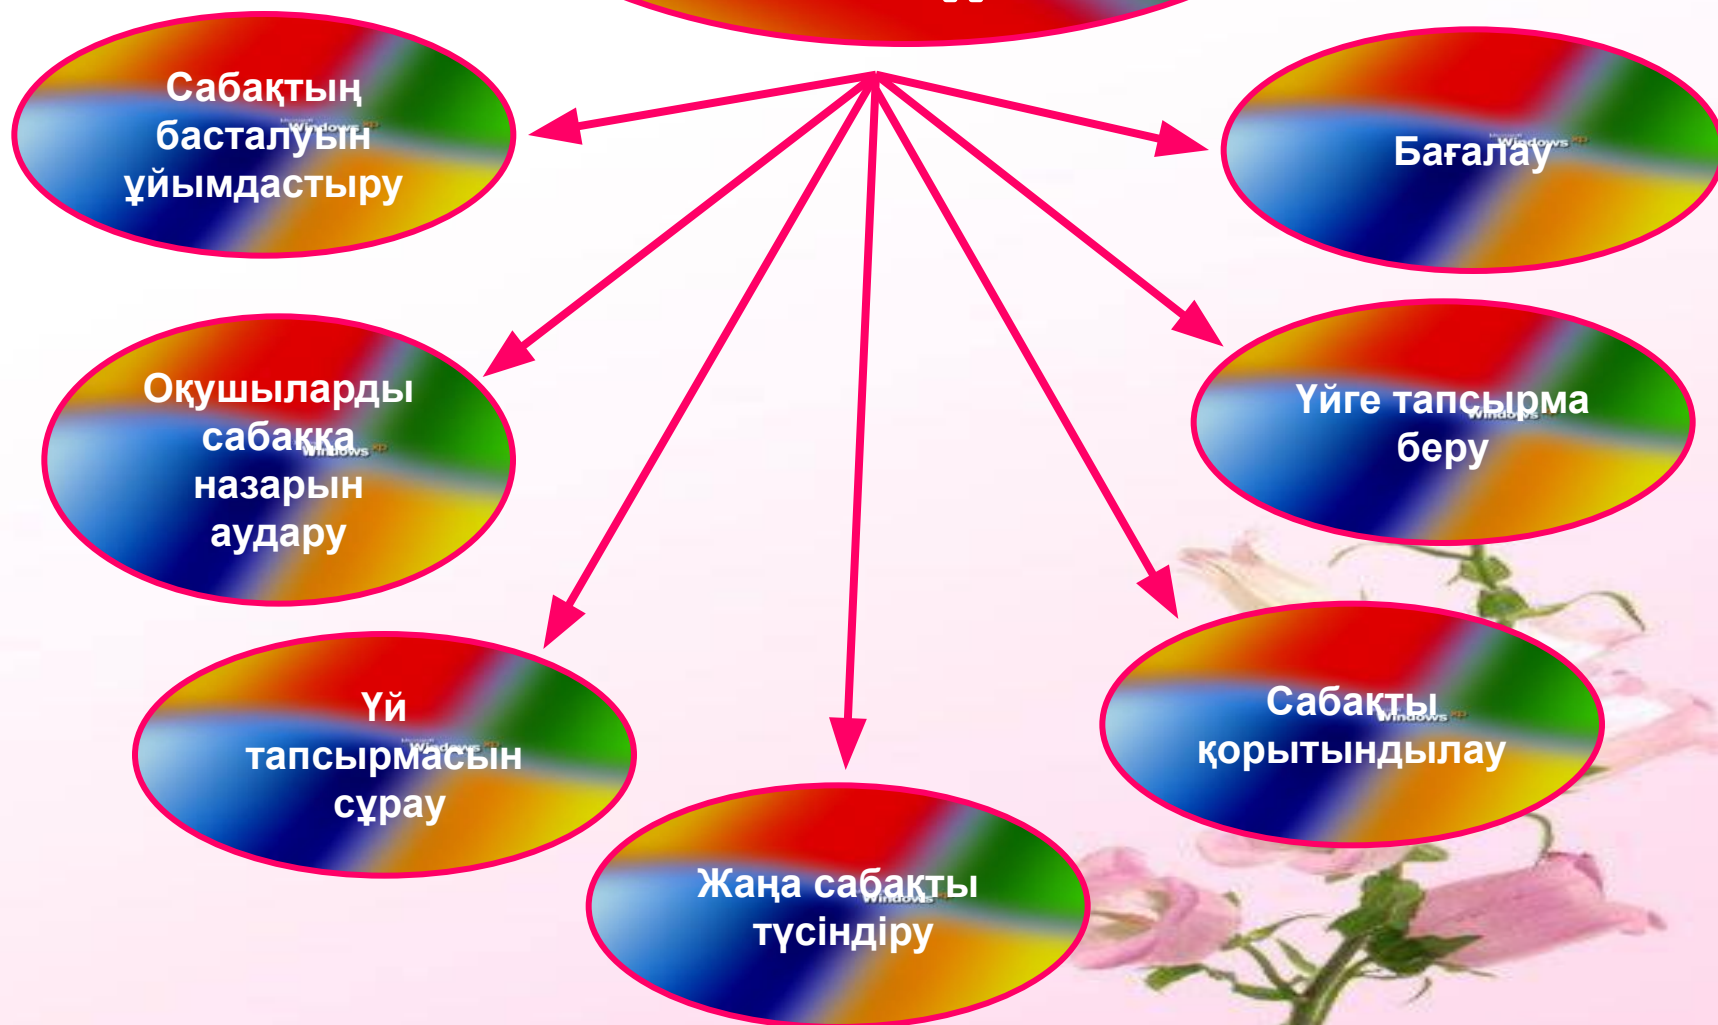 Сабақтың
басталуын
ұйымдастыру
Бағалау
Оқушыларды
сабаққа
назарын
аудару
Үйге тапсырма
беру
Үй
тапсырмасын
сұрау
Сабақты
қорытындылау
Жаңа сабақты
түсіндіру